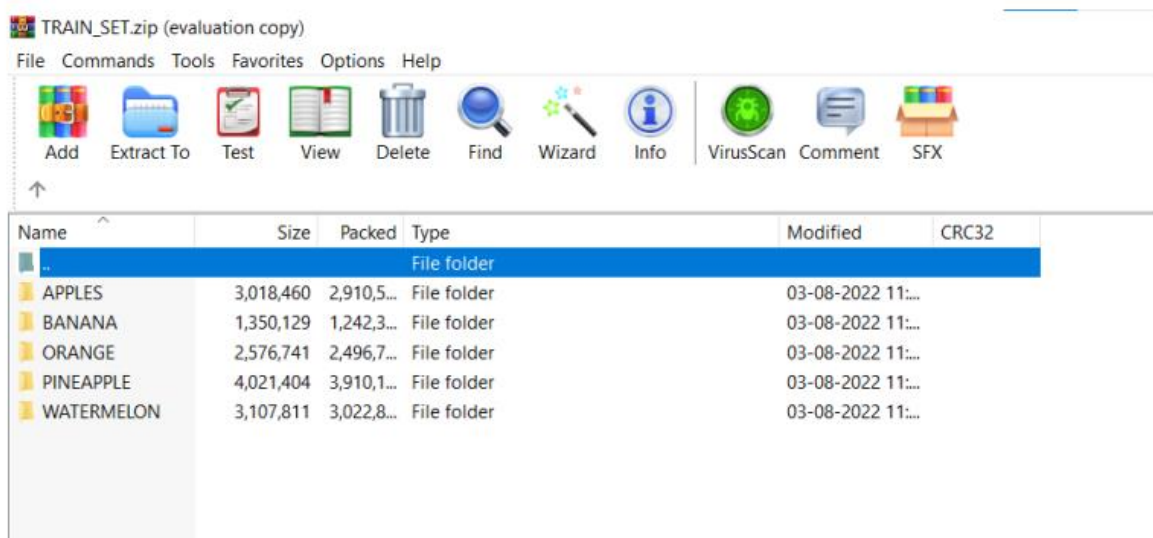 TRAIN_SET.zip (evaluation copy)
File Commands Tools Favorites Options Help
Add Extract To Test View Delete Find Wizard Info VirusScan Comment SFX
Name Size Packed Type Modified CRC32
.. File folder
APPLES 3,018,460 2,910,5... File folder 03-08-2022 11:...
BANANA 1,350,129 1,242,3... File folder 03-08-2022 11:...
ORANGE 2,576,741 2,496,7... File folder 03-08-2022 11:...
PINEAPPLE 4,021,404 3,910,1... File folder 03-08-2022 11:...
WATERMELON 3,107,811 3,022,8... File folder 03-08-2022 11:...